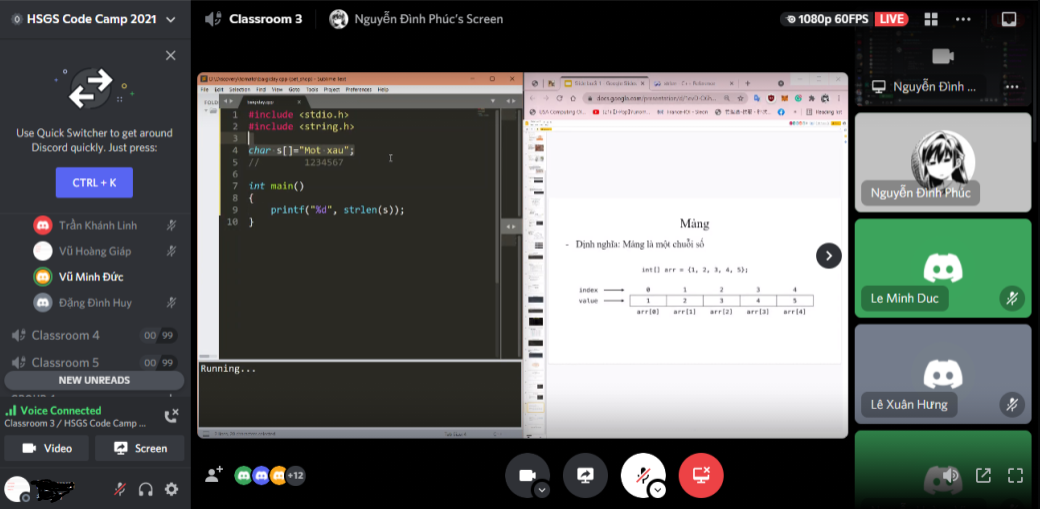 HSGS Code Camp 2021
Use Quick Switcher to get around
Discord quickly. Just press:
CTRL + K
Trần Khánh Linh
Vũ Hoàng Giáp
Vũ Minh Đức
Đặng Đình Huy
Classroom 4
00 99
Classroom 5
00 99
NEW UNREADS
Voice Connected
Classroom 3 / HSGS Code Camp ...
Video
Screen
Classroom 3
Nguyễn Đình Phúc's Screen
1080p 60FPS
LIVE
File Edit Selection Find View Goto Tools Project Preferences Help
1 #include <stdio.h>
2 #include <string.h>
3
4 char s[]="Mot xau";
5 // 1234567
6
7 int main()
8 {
9 printf("%d", strlen(s));
10 }
Running...
docs.google.com/presentation/
Reading list
Mảng
- Định nghĩa: Mảng là một chuỗi số
int[] arr = {1, 2, 3, 4, 5};
index 0 1 2 3 4
value 1 2 3 4 5
arr[0] arr[1] arr[2] arr[3] arr[4]
+12
Nguyễn Đình ...
Nguyễn Đình Phúc
Le Minh Duc
Lê Xuân Hưng